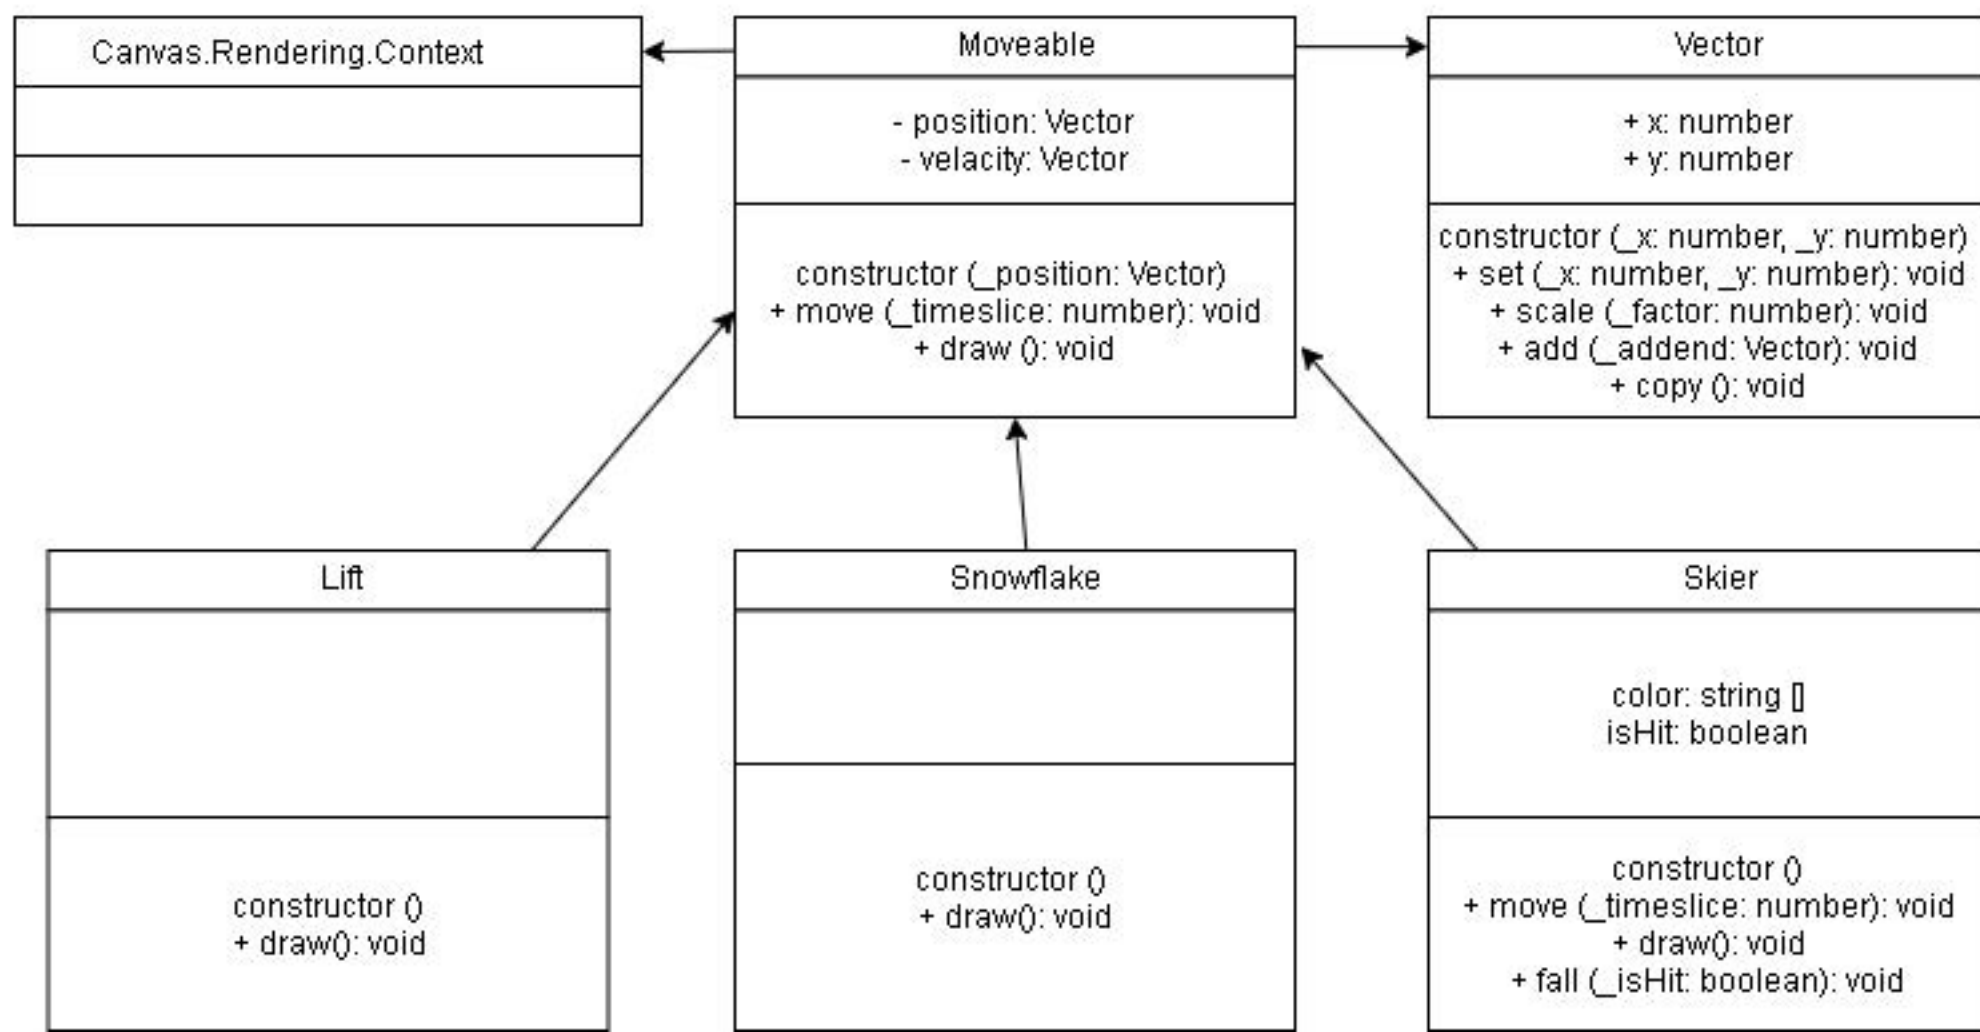 Canvas.Rendering.Context
Moveable
- position: Vector
- velacity: Vector
constructor (_position: Vector)
+ move (_timeslice: number): void
+ draw (): void
Vector
+ x: number
+ y: number
constructor (_x: number, _y: number)
+ set (_x: number, _y: number): void
+ scale (_factor: number): void
+ add (_addend: Vector): void
+ copy (): void
Lift
constructor ()
+ draw(): void
Snowflake
constructor ()
+ draw(): void
Skier
color: string []
isHit: boolean
constructor ()
+ move (_timeslice: number): void
+ draw(): void
+ fall (_isHit: boolean): void